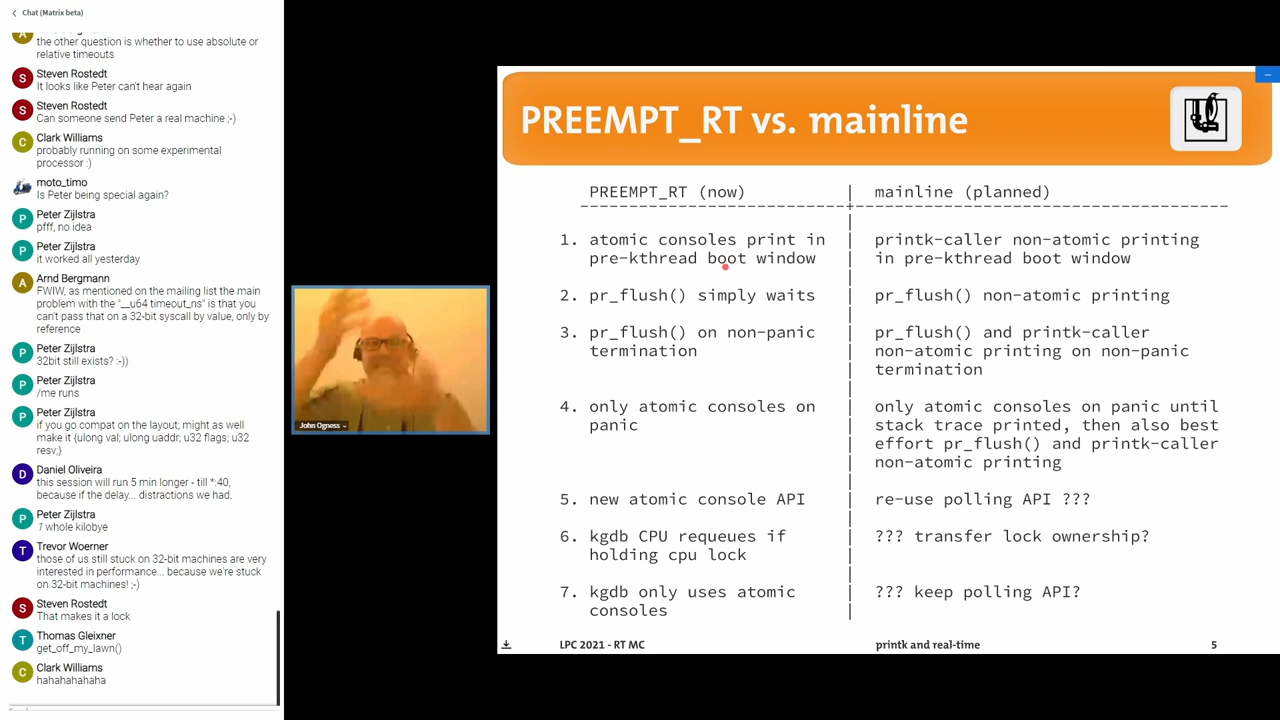 Chat (Matrix beta)
the other question is whether to use absolute or
relative timeouts
Steven Rostedt
It looks like Peter can't hear again
Steven Rostedt
Can someone send Peter a real machine ;-)
Clark Williams
probably running on some experimental
processor :)
moto_timo
Is Peter being special again?
Peter Zijlstra
pfff, no idea
Peter Zijlstra
it worked all yesterday
Arnd Bergmann
FWIW, as mentioned on the mailing list the main
problem with the "__u64 timeout_ns" is that you
can't pass that on a 32-bit syscall by value, only by
reference
Peter Zijlstra
32bit still exists? :-))
Peter Zijlstra
/me runs
Peter Zijlstra
if you go compat on the layout; might as well
make it {ulong val; ulong uaddr; u32 flags; u32
resv;}
Daniel Oliveira
this session will run 5 min longer - till *:40,
because if the delay... distractions we had.
Peter Zijlstra
1 whole kilobye
Trevor Woerner
those of us still stuck on 32-bit machines are very
interested in performance... because we're stuck
on 32-bit machines! ;-)
Steven Rostedt
That makes it a lock
Thomas Gleixner
get_off_my_lawn()
Clark Williams
hahahahahaha
John Ogness
PREEMPT_RT vs. mainline
PREEMPT_RT (now) | mainline (planned)
1. atomic consoles print in | printk-caller non-atomic printing
pre-kthread boot window | in pre-kthread boot window
2. pr_flush() simply waits | pr_flush() non-atomic printing
3. pr_flush() on non-panic | pr_flush() and printk-caller
termination | non-atomic printing on non-panic
termination
4. only atomic consoles on | only atomic consoles on panic until
panic | stack trace printed, then also best
effort pr_flush() and printk-caller
non-atomic printing
5. new atomic console API | re-use polling API ???
6. kgdb CPU requeues if | ??? transfer lock ownership?
holding cpu lock
7. kgdb only uses atomic | ??? keep polling API?
consoles
LPC 2021 - RT MC printk and real-time 5